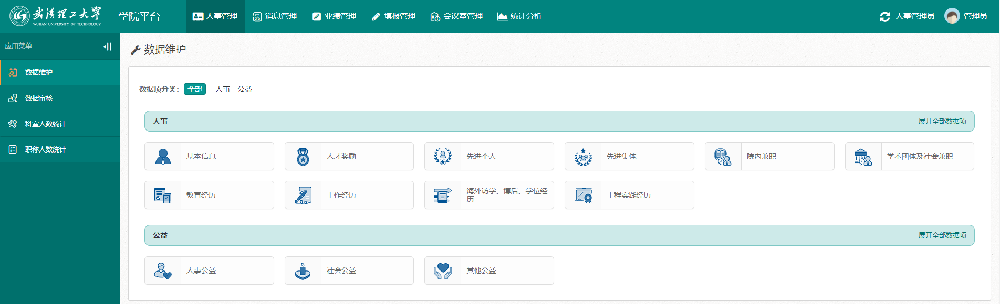 武汉理工大学
WUHAN UNIVERSITY OF TECHNOLOGY
学院平台
人事管理
消息管理
业绩管理
填报管理
会议室管理
统计分析
人事管理员
管理员
应用菜单
数据维护
数据审核
科室人数统计
职称人数统计
数据维护
数据项分类: 全部 | 人事 公益
人事
展开全部数据项
基本信息
人才奖励
先进个人
先进集体
院内兼职
学术团体及社会兼职
教育经历
工作经历
海外访学、博后、学位经
历
工程实践经历
公益
展开全部数据项
人事公益
社会公益
其他公益